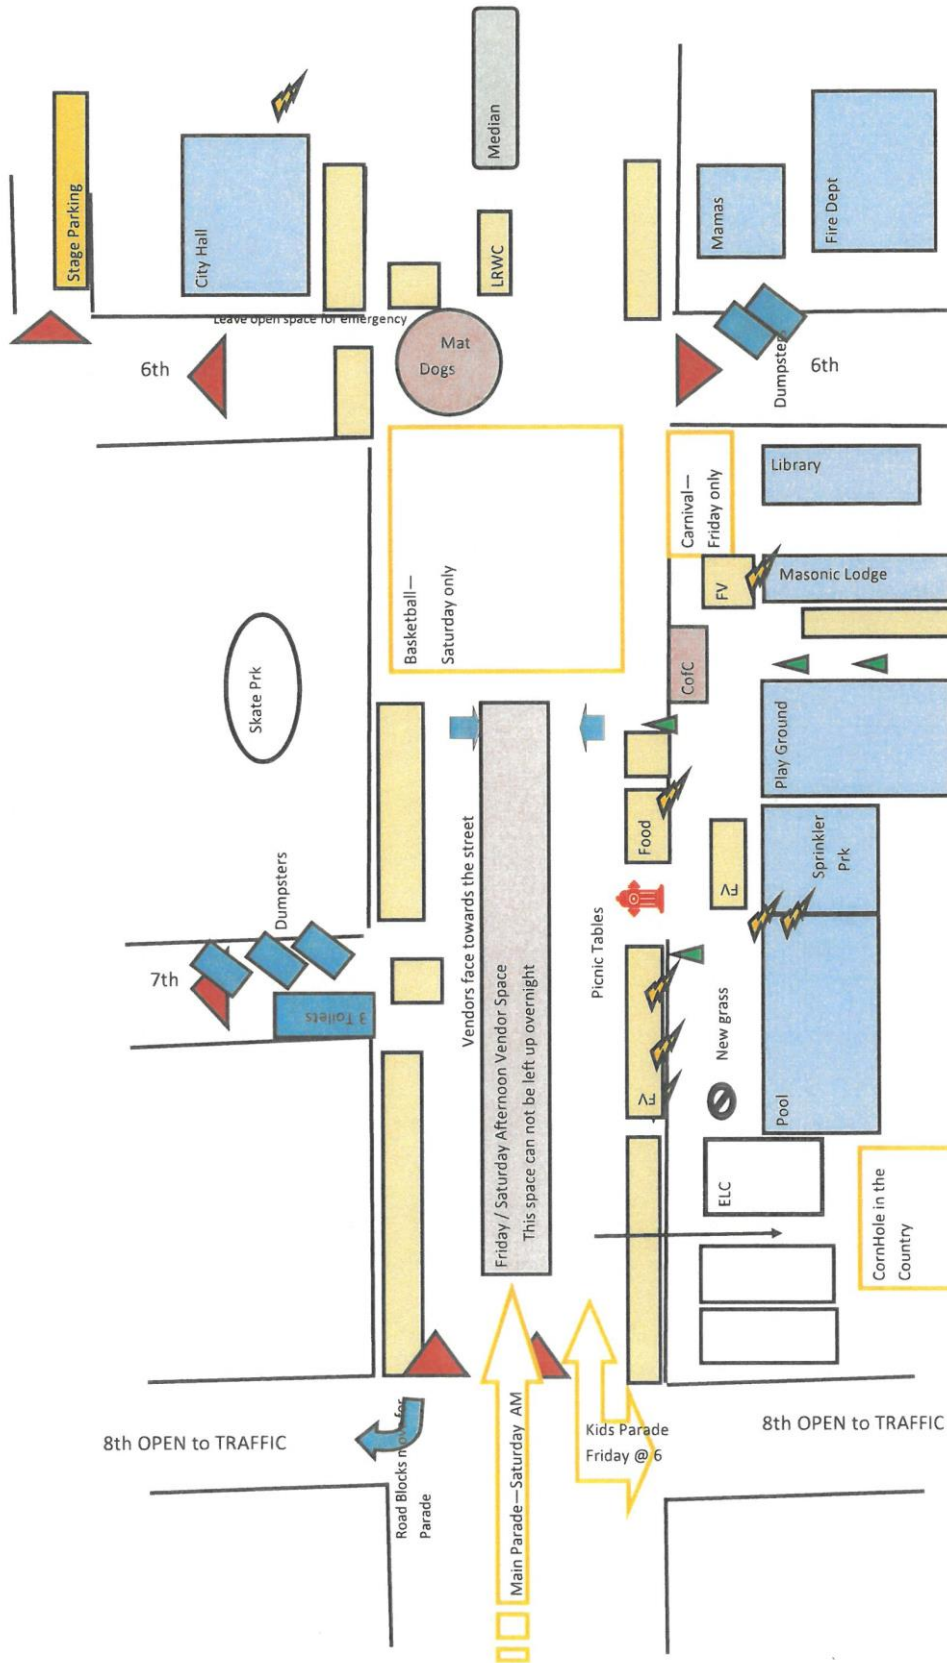 Stage Parking
City Hall
Median
Leave open space for emergency
6th
LRWC
Mat
Dogs
Mamas
Fire Dept
Dumpsters
6th
Library
Carnival—
Friday only
Basketball—
Saturday only
Masonic Lodge
FV
CofC
Skate Prk
Play Ground
Food
Sprinkler
Prk
FV
Dumpsters
7th
3 Toilets
Vendors face towards the street
Friday / Saturday Afternoon Vendor Space
This space can not be left up overnight
Picnic Tables
New grass
FV
Pool
ELC
CornHole in the
Country
8th OPEN to TRAFFIC
Road Blocks move for
Parade
Main Parade—Saturday AM
Kids Parade
Friday @ 6
8th OPEN to TRAFFIC